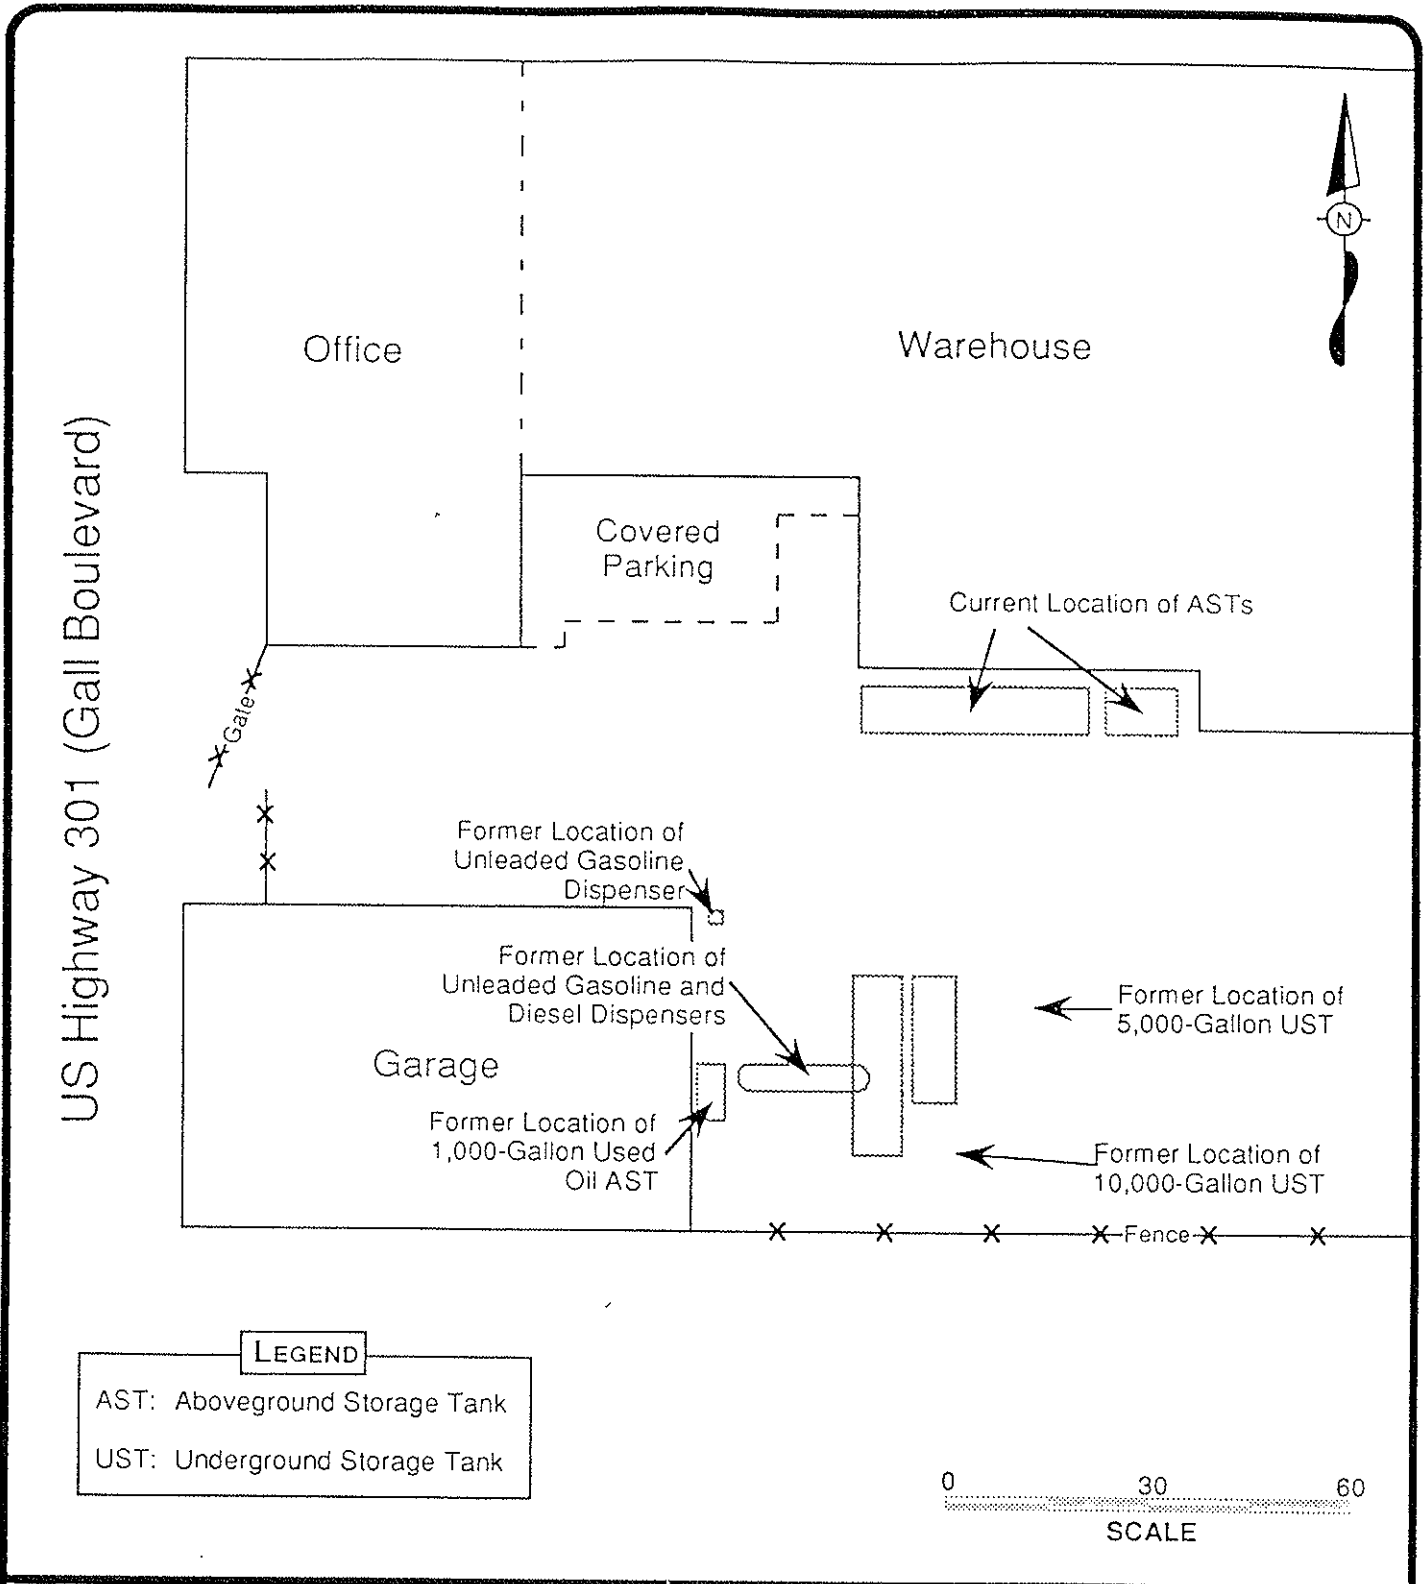 N
Office
Warehouse
US Highway 301 (Gall Boulevard)
Covered
Parking
Current Location of ASTs
Gate
Former Location of
Unleaded Gasoline
Dispenser
Former Location of
Unleaded Gasoline and
Diesel Dispensers
Former Location of
5,000-Gallon UST
Garage
Former Location of
1,000-Gallon Used
Oil AST
Former Location of
10,000-Gallon UST
Fence
LEGEND
AST: Aboveground Storage Tank
UST: Underground Storage Tank
0 30 60
SCALE